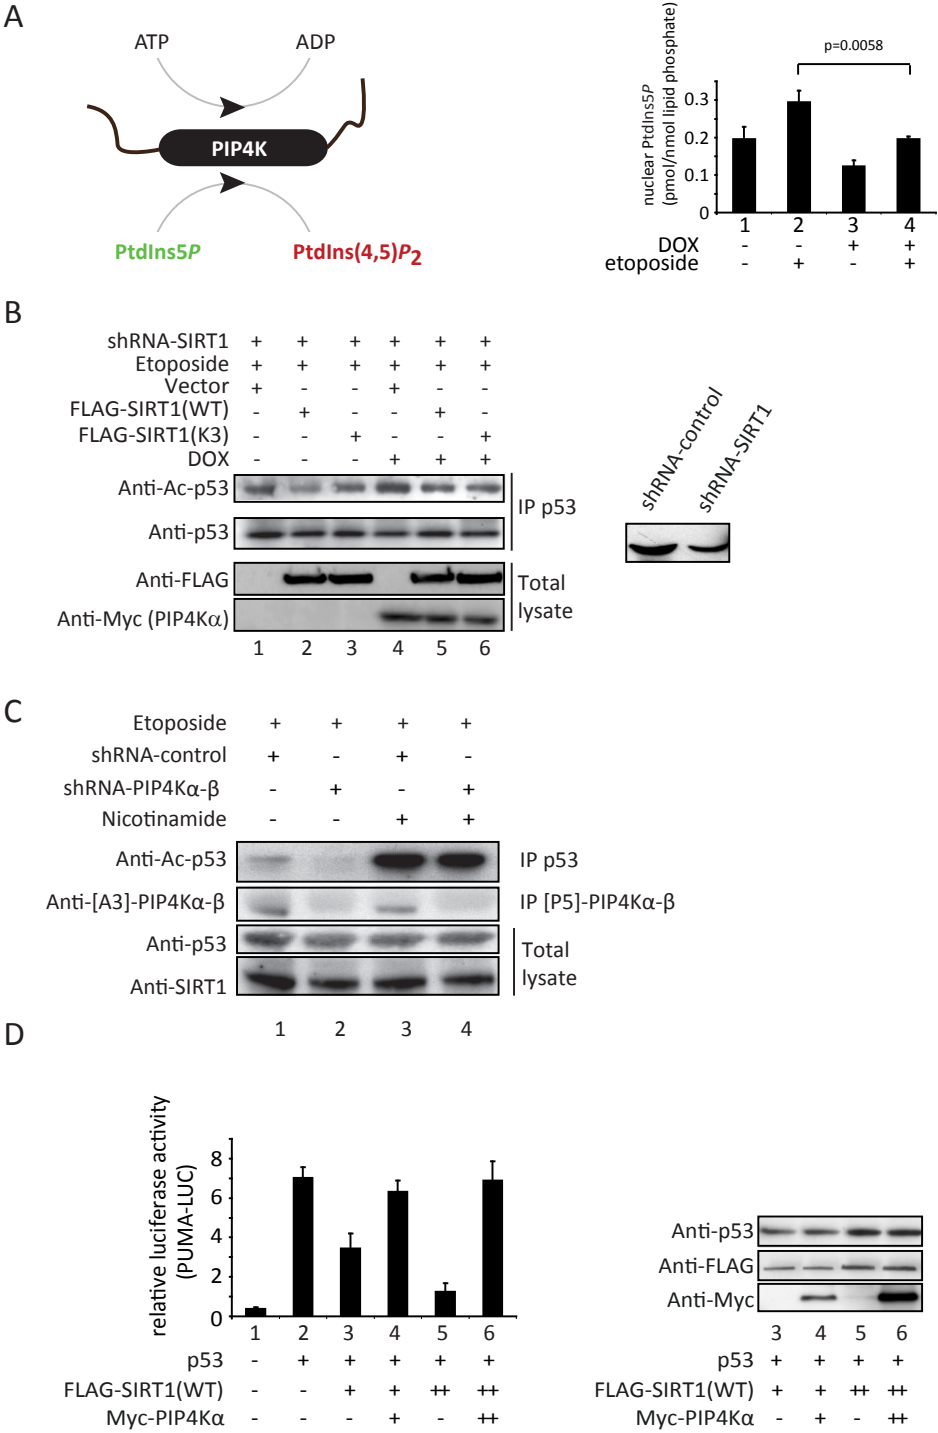 A
ATP ADP
PIP4K
PtdIns5P PtdIns(4,5)P2
p=0.0058
nuclear PtdIns5P
(pmol/nmol lipid phosphate)
0.3
0.2
0.1
0
1 2 3 4
DOX - - + +
etoposide - + - +
B
shRNA-SIRT1 + + + + + +
Etoposide + + + + + +
Vector + - - + - -
FLAG-SIRT1(WT) - + - - + -
FLAG-SIRT1(K3) - - + - - +
DOX - - - + + +
Anti-Ac-p53
Anti-p53
IP p53
Anti-FLAG
Anti-Myc (PIP4Kα)
Total
lysate
1 2 3 4 5 6
shRNA-control
shRNA-SIRT1
C
Etoposide + + + +
shRNA-control + - + -
shRNA-PIP4Kα-β - + - +
Nicotinamide - - + +
Anti-Ac-p53 IP p53
Anti-[A3]-PIP4Kα-β IP [P5]-PIP4Kα-β
Anti-p53
Anti-SIRT1
Total
lysate
1 2 3 4
D
relative luciferase activity
(PUMA-LUC)
8
6
4
2
0
1 2 3 4 5 6
p53 - + + + + +
FLAG-SIRT1(WT) - - + + ++ ++
Myc-PIP4Kα - - - + - ++
Anti-p53
Anti-FLAG
Anti-Myc
3 4 5 6
p53 + + + +
FLAG-SIRT1(WT) + + ++ ++
Myc-PIP4Kα - + - ++